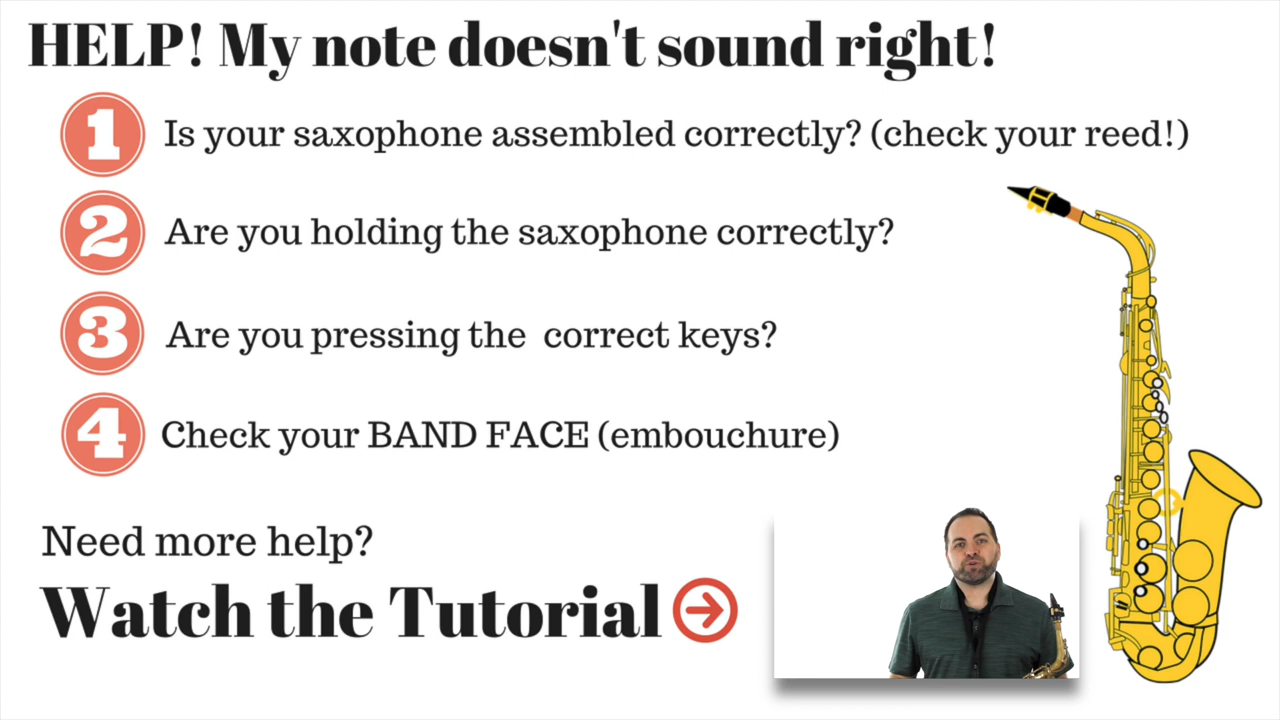 HELP! My note doesn't sound right!
1 Is your saxophone assembled correctly? (check your reed!)
2 Are you holding the saxophone correctly?
3 Are you pressing the  correct keys?
4 Check your BAND FACE (embouchure)
Need more help?
Watch the Tutorial